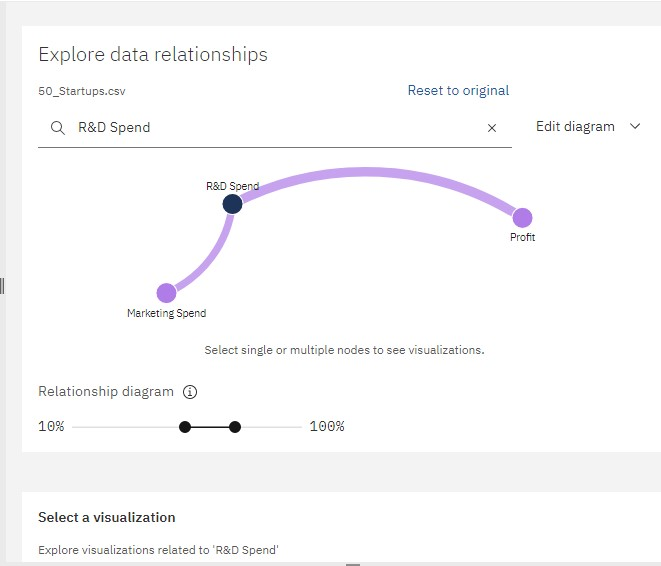 Explore data relationships
50_Startups.csv
Reset to original
R&D Spend
Edit diagram
R&D Spend
Profit
Marketing Spend
Select single or multiple nodes to see visualizations.
Relationship diagram
10%
100%
Select a visualization
Explore visualizations related to 'R&D Spend'